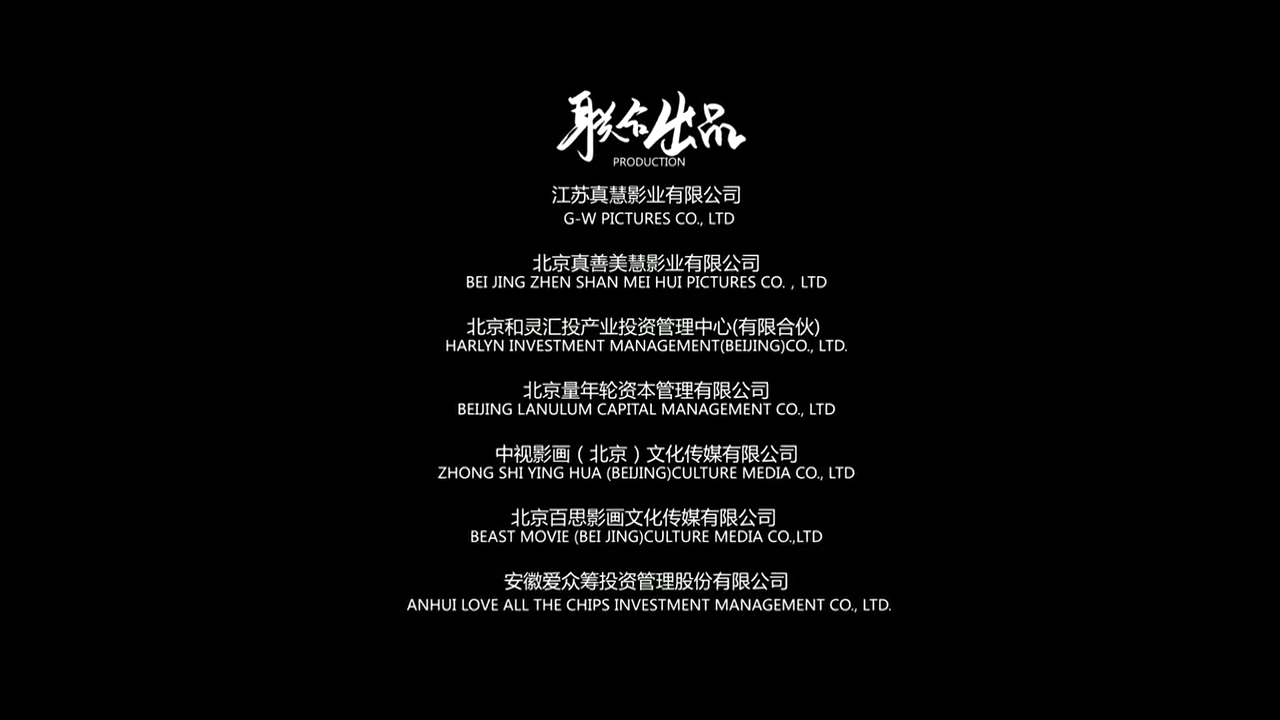 联合出品
PRODUCTION
江苏真慧影业有限公司
G-W PICTURES CO., LTD
北京真善美慧影业有限公司
BEI JING ZHEN SHAN MEI HUI PICTURES CO. , LTD
北京和灵汇投产业投资管理中心(有限合伙)
HARLYN INVESTMENT MANAGEMENT(BEIJING)CO., LTD.
北京量年轮资本管理有限公司
BEIJING LANULUM CAPITAL MANAGEMENT CO., LTD
中视影画（北京）文化传媒有限公司
ZHONG SHI YING HUA (BEIJING)CULTURE MEDIA CO., LTD
北京百思影画文化传媒有限公司
BEAST MOVIE (BEI JING)CULTURE MEDIA CO.,LTD
安徽爱众筹投资管理股份有限公司
ANHUI LOVE ALL THE CHIPS INVESTMENT MANAGEMENT CO., LTD.